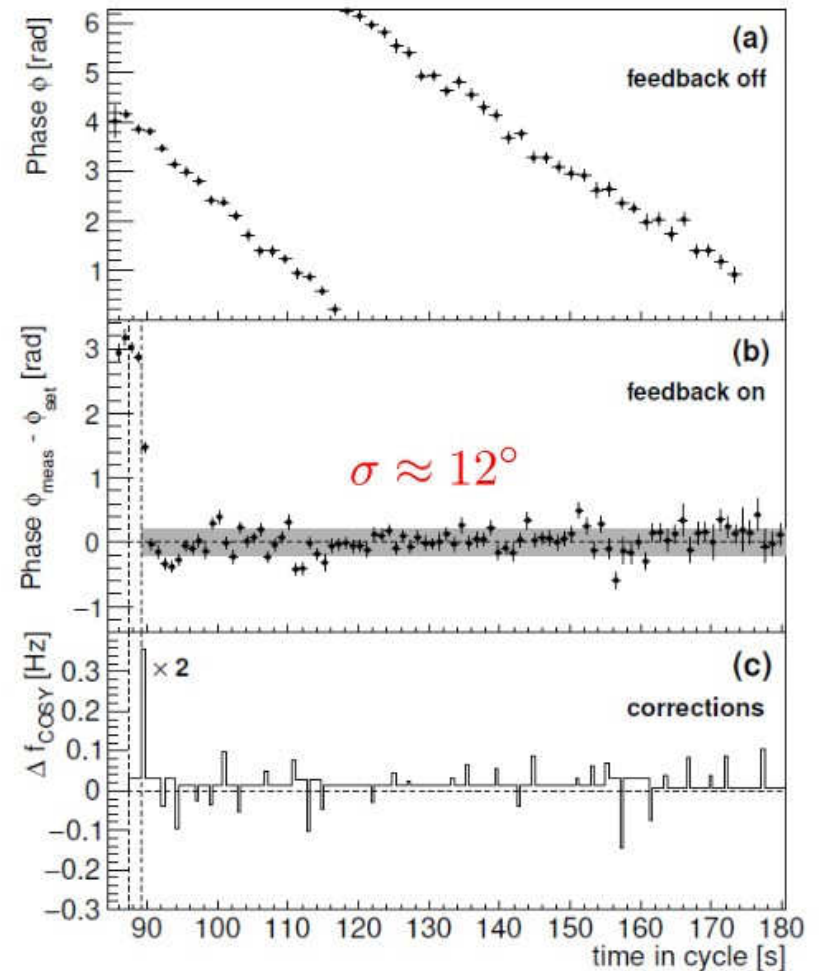 Phase ϕ [rad]
6
5
4
3
2
1
(a)
feedback off
Phase ϕmeas - ϕset [rad]
3
2
1
0
−1
(b)
feedback on
σ ≈ 12°
Δ fCOSY [Hz]
0.3
0.2
0.1
0
−0.1
−0.2
−0.3
× 2
(c)
corrections
90 100 110 120 130 140 150 160 170 180
time in cycle [s]